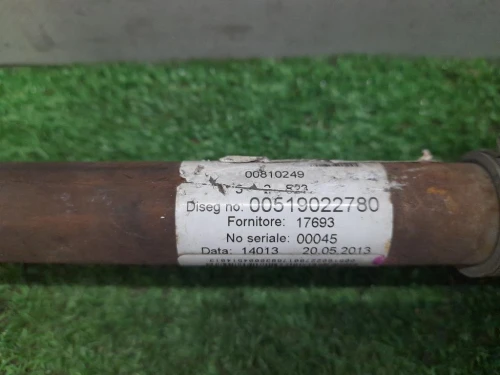 00810249
Diseg no: 00519022780
Fornitore: 17693
No seriale: 00045
Data: 14013 20.05.2013